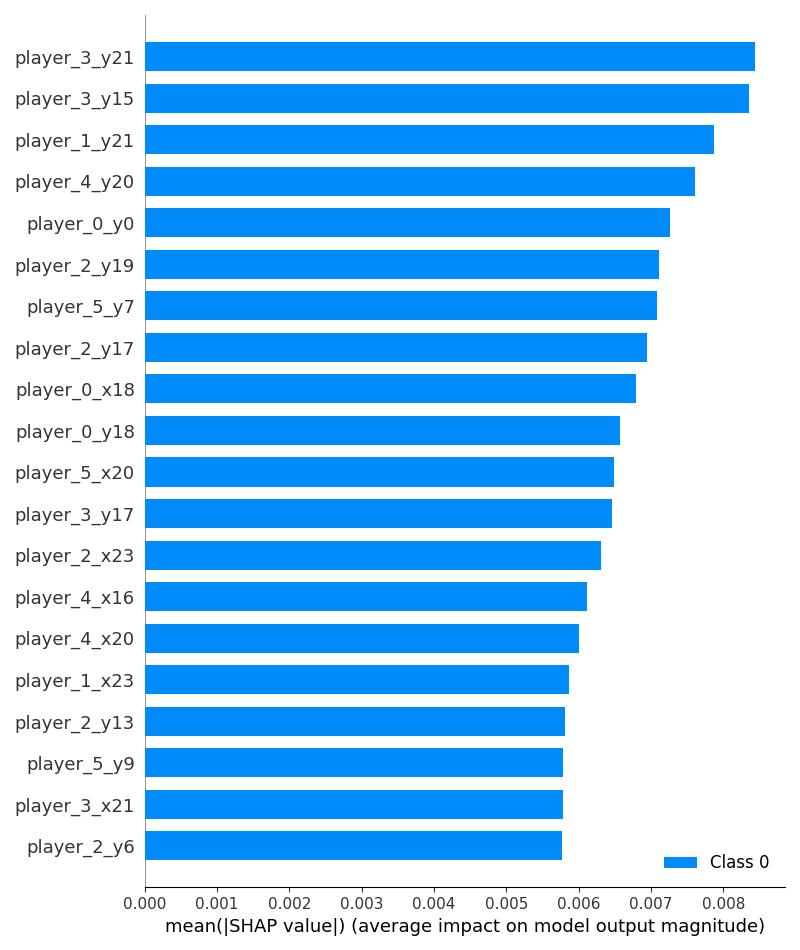 player_3_y21
player_3_y15
player_1_y21
player_4_y20
player_0_y0
player_2_y19
player_5_y7
player_2_y17
player_0_x18
player_0_y18
player_5_x20
player_3_y17
player_2_x23
player_4_x16
player_4_x20
player_1_x23
player_2_y13
player_5_y9
player_3_x21
player_2_y6
Class 0
0.000 0.001 0.002 0.003 0.004 0.005 0.006 0.007 0.008
mean(|SHAP value|) (average impact on model output magnitude)